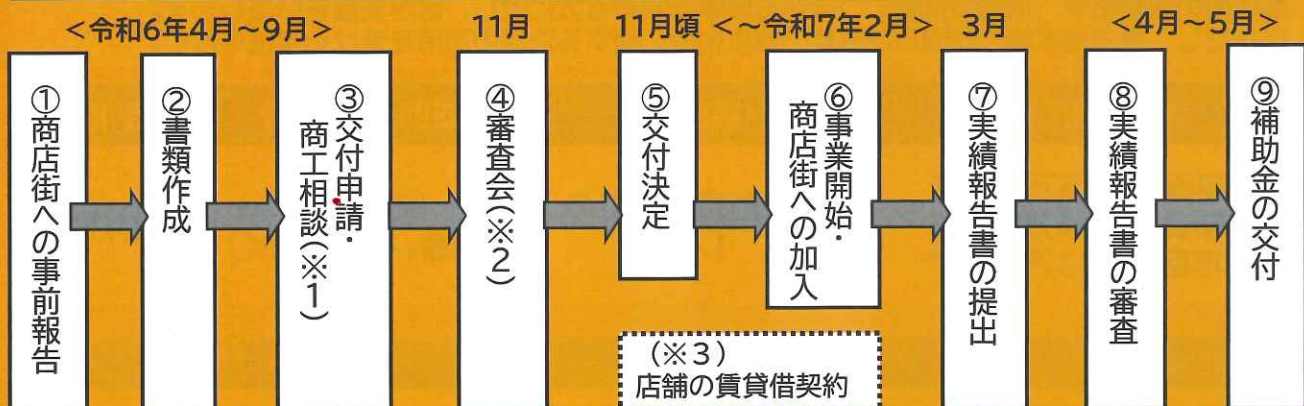 <令和6年4月～9月>
11月
11月頃
<～令和7年2月>
3月
<4月～5月>
①商店街への事前報告
②書類作成
③交付申請・
商工相談(※1)
④審査会(※2)
⑤交付決定
⑥事業開始・
商店街への加入
⑦実績報告書の提出
⑧実績報告書の審査
⑨補助金の交付
(※3)
店舗の賃貸借契約